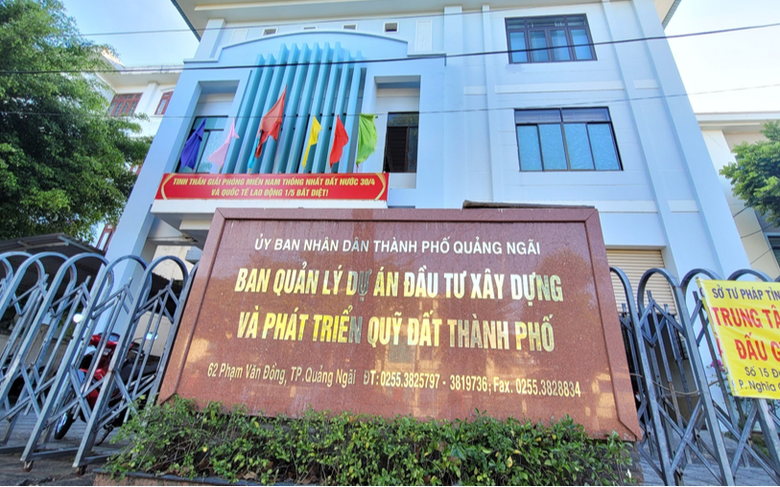 TINH THẦN GIẢI PHÓNG MIỀN NAM THỐNG NHẤT ĐẤT NƯỚC 30/4
VÀ QUỐC TẾ LAO ĐỘNG 1/5 BẤT DIỆT!
ỦY BAN NHÂN DÂN THÀNH PHỐ QUẢNG NGÃI
BAN QUẢN LÝ DỰ ÁN ĐẦU TƯ XÂY DỰNG
VÀ PHÁT TRIỂN QUỸ ĐẤT THÀNH PHỐ
62 Phạm Văn Đồng, TP.Quảng Ngãi ĐT: 0255.3825797 - 3819736; Fax. 0255.3828834
SỞ TƯ PHÁP
TRUNG
ĐẤU
Số 15
P. Nghĩa